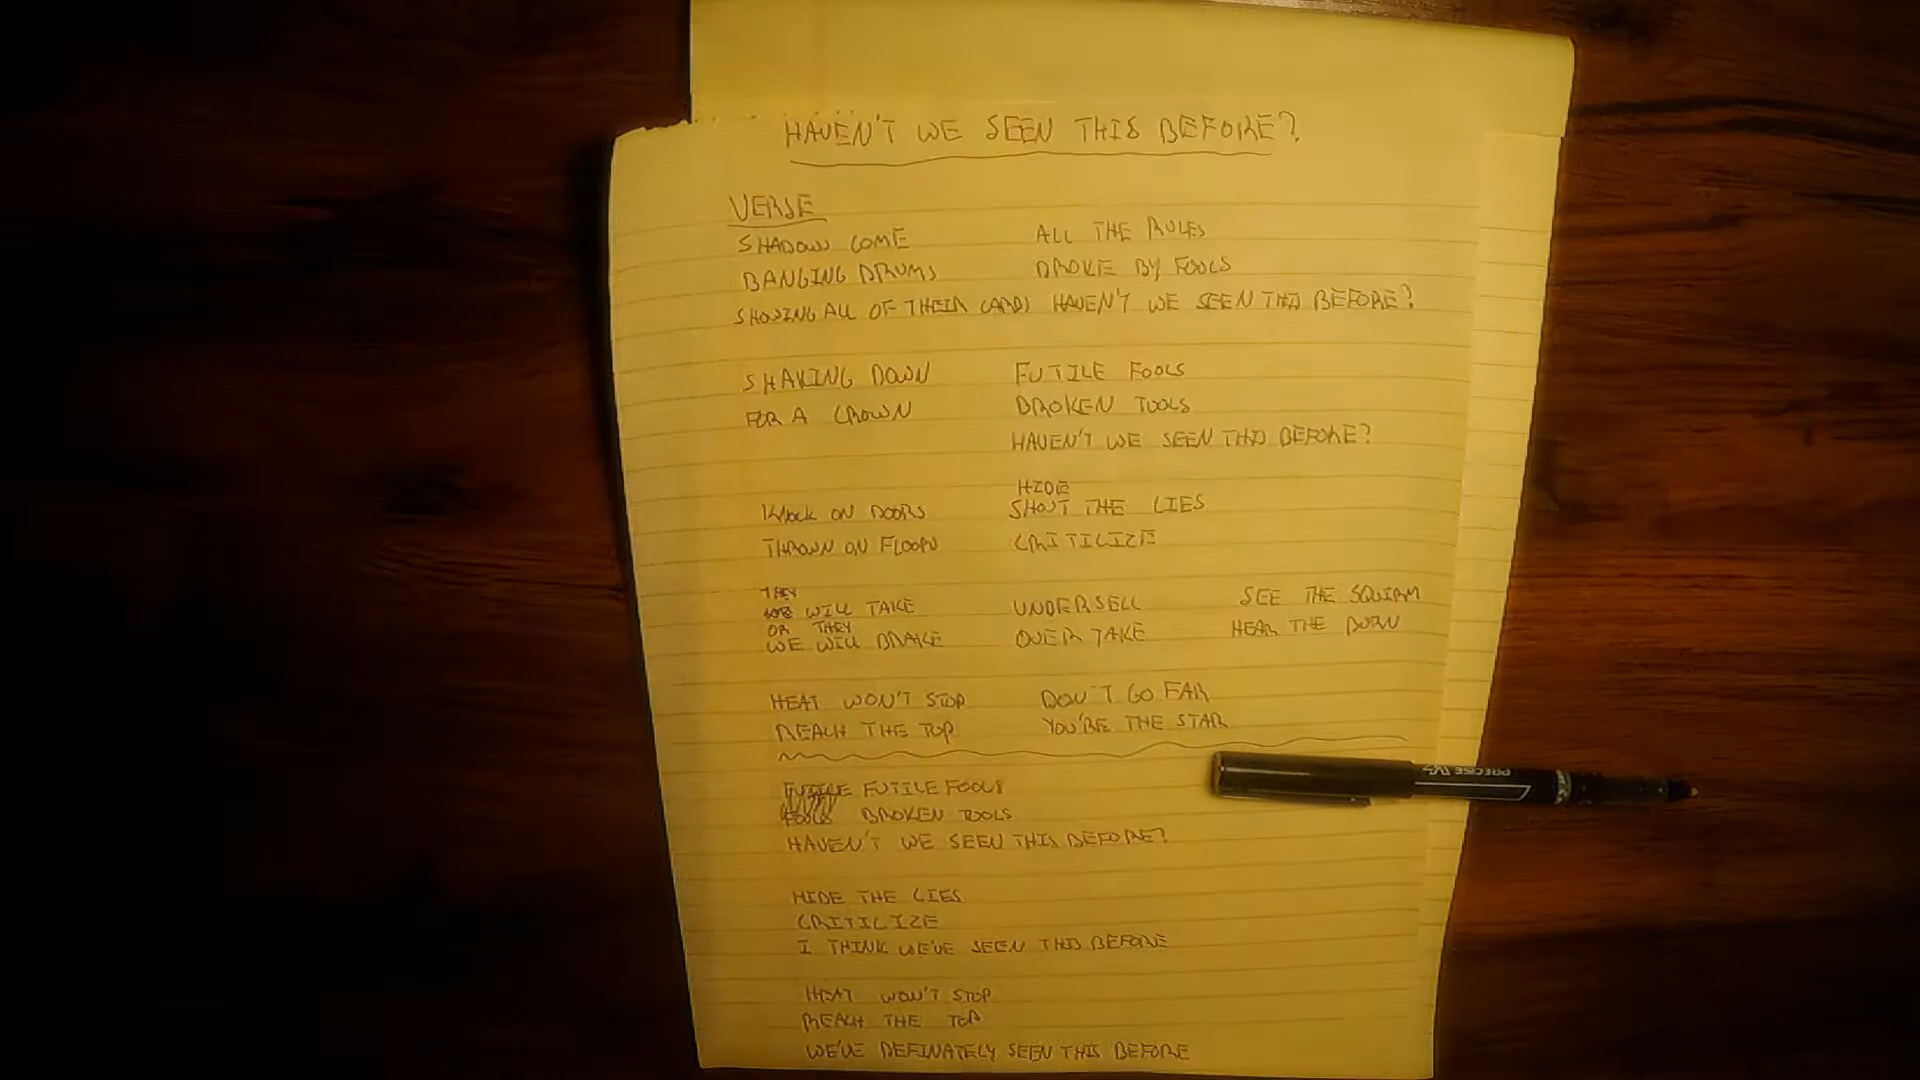 HAVEN'T WE SEEN THIS BEFORE?
VERSE
SHADOW COME
BANGING DRUMS
SHOWING ALL OF THEIR CARDS
ALL THE RULES
BROKE BY FOOLS
HAVEN'T WE SEEN THIS BEFORE?
SHAKING DOWN
FOR A CROWN
FUTILE FOOLS
BROKEN TOOLS
HAVEN'T WE SEEN THIS BEFORE?
KNOCK ON DOORS
THROWN ON FLOORS
HIDE
SHOUT THE LIES
CRITICIZE
THEY
WILL TAKE
OR THEY
WE WILL BRAKE
UNDERSELL
OVER TAKE
SEE THE SQUIRM
HEAR THE BURN
HEAT WON'T STOP
REACH THE TOP
DON'T GO FAR
YOU'RE THE STAR
FUTILE FUTILE FOOLS
FOOLS BROKEN TOOLS
HAVEN'T WE SEEN THIS BEFORE?
HIDE THE LIES
CRITICIZE
I THINK WE'VE SEEN THIS BEFORE
HEAT WON'T STOP
REACH THE TOP
WE'VE DEFINATELY SEEN THIS BEFORE
PRECISE V7